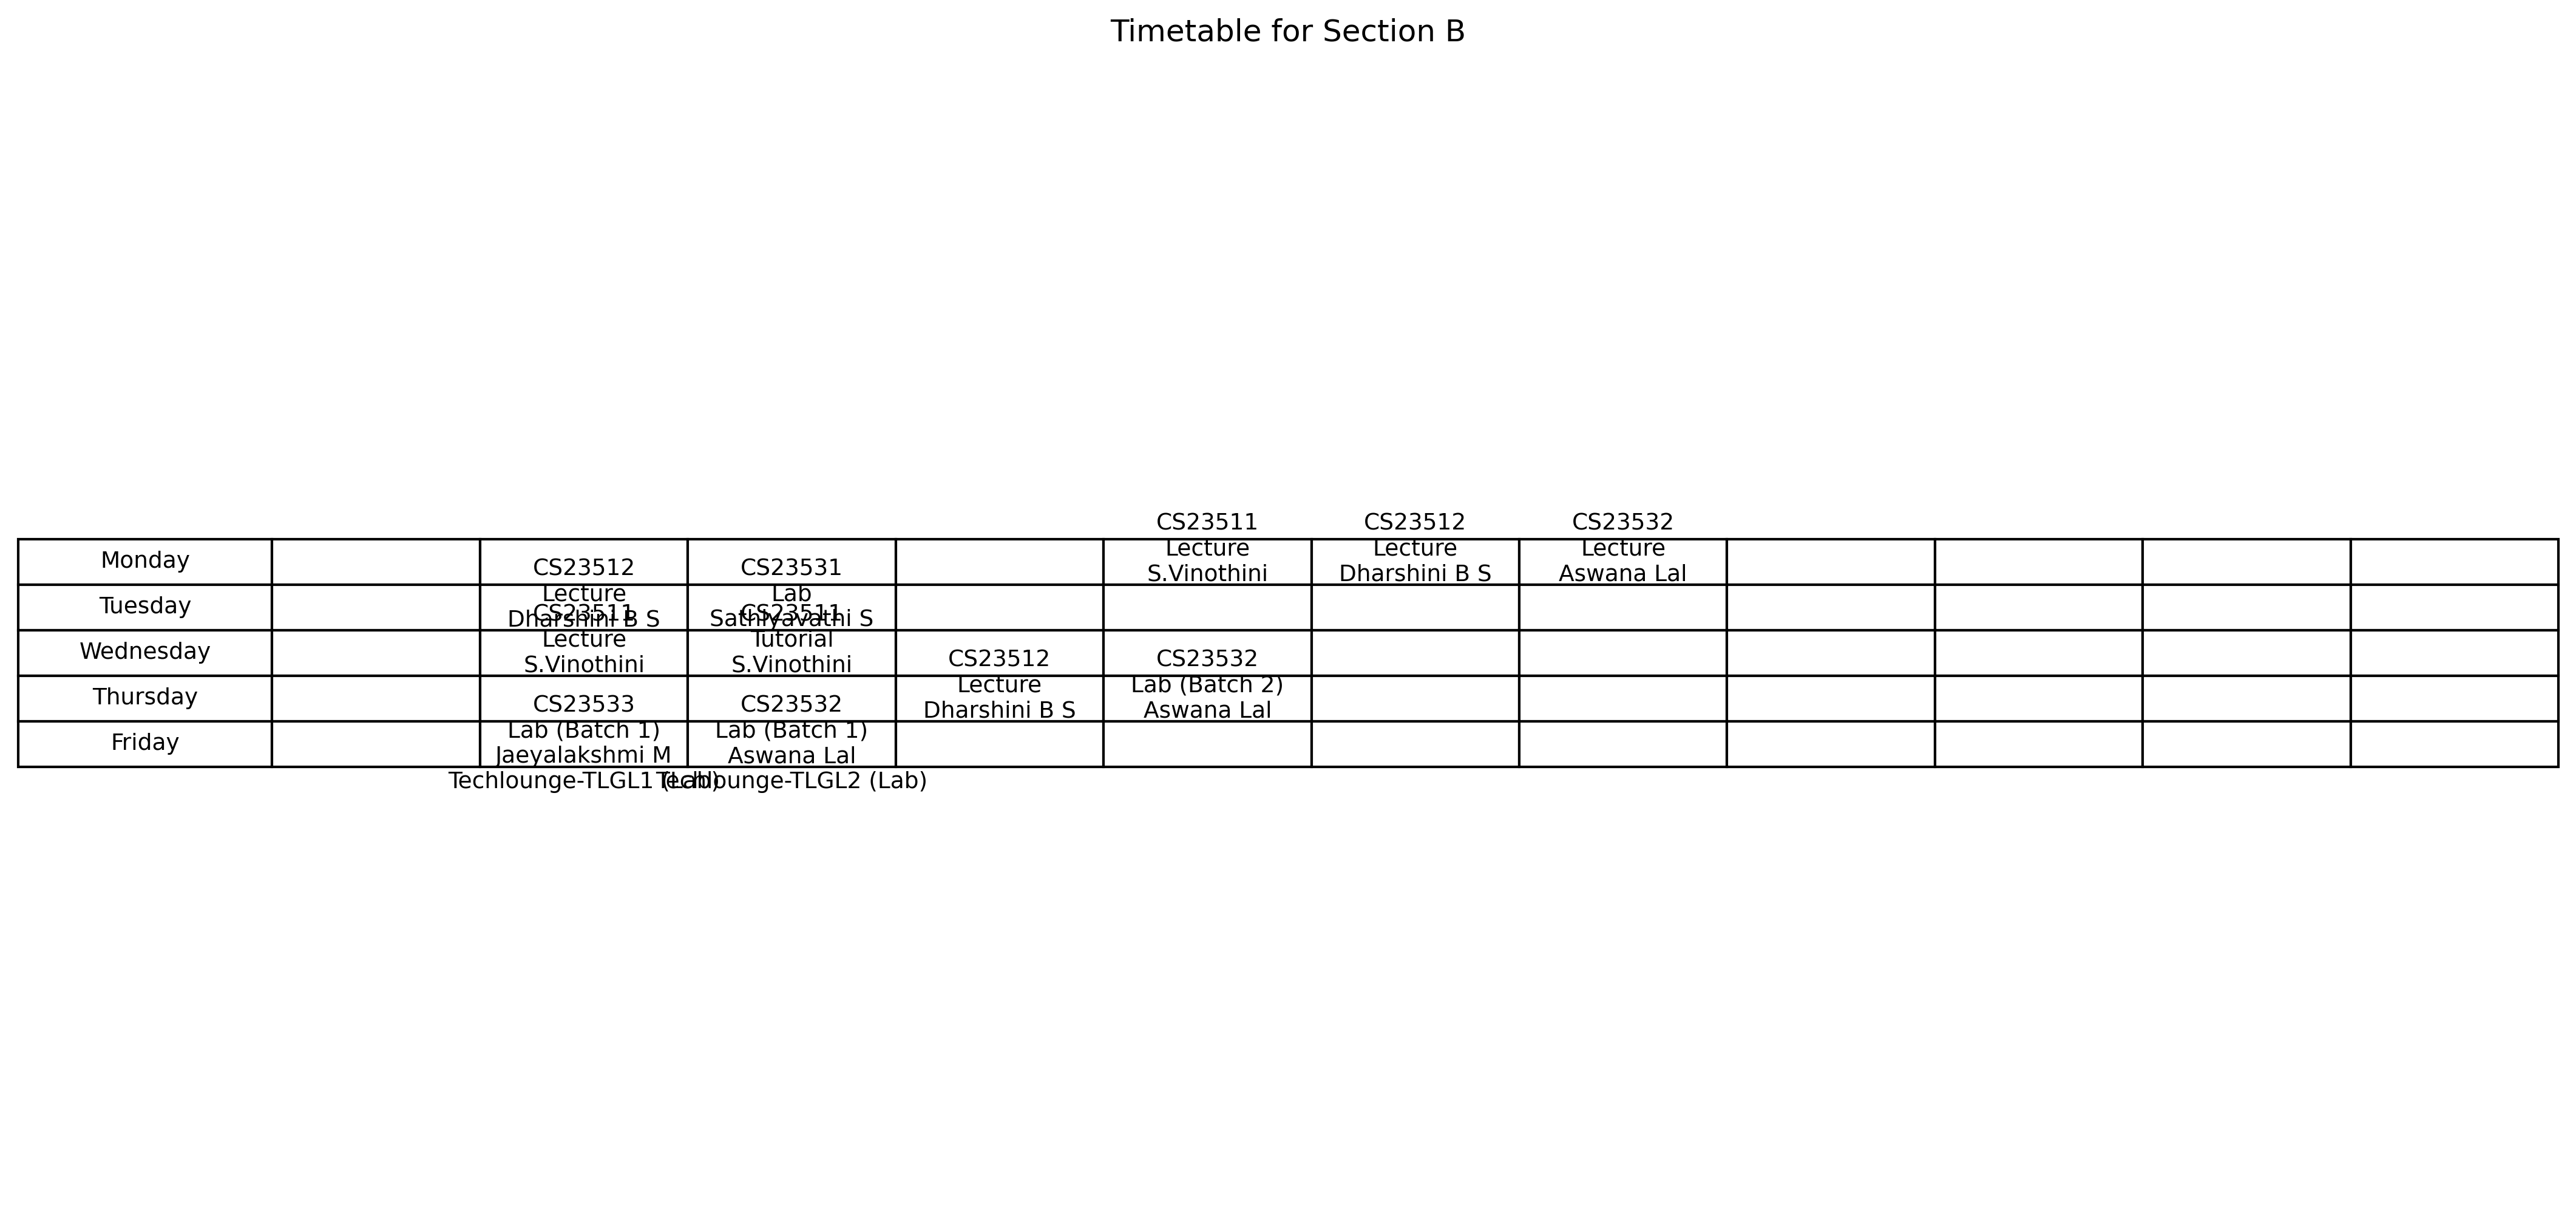 Timetable for Section B
CS23511
Lecture
S.Vinothini
CS23512
Lecture
Dharshini B S
CS23532
Lecture
Aswana Lal
Monday
CS23512
Lecture
Dharshini B S
CS23531
Lab
Sathiyavathi S
Tuesday
CS23511
Lecture
S.Vinothini
CS23511
Tutorial
S.Vinothini
Wednesday
CS23512
Lecture
Dharshini B S
CS23532
Lab (Batch 2)
Aswana Lal
Thursday
CS23533
Lab (Batch 1)
Jaeyalakshmi M
Techlounge-TLGL1 (Lab)
CS23532
Lab (Batch 1)
Aswana Lal
Techlounge-TLGL2 (Lab)
Friday